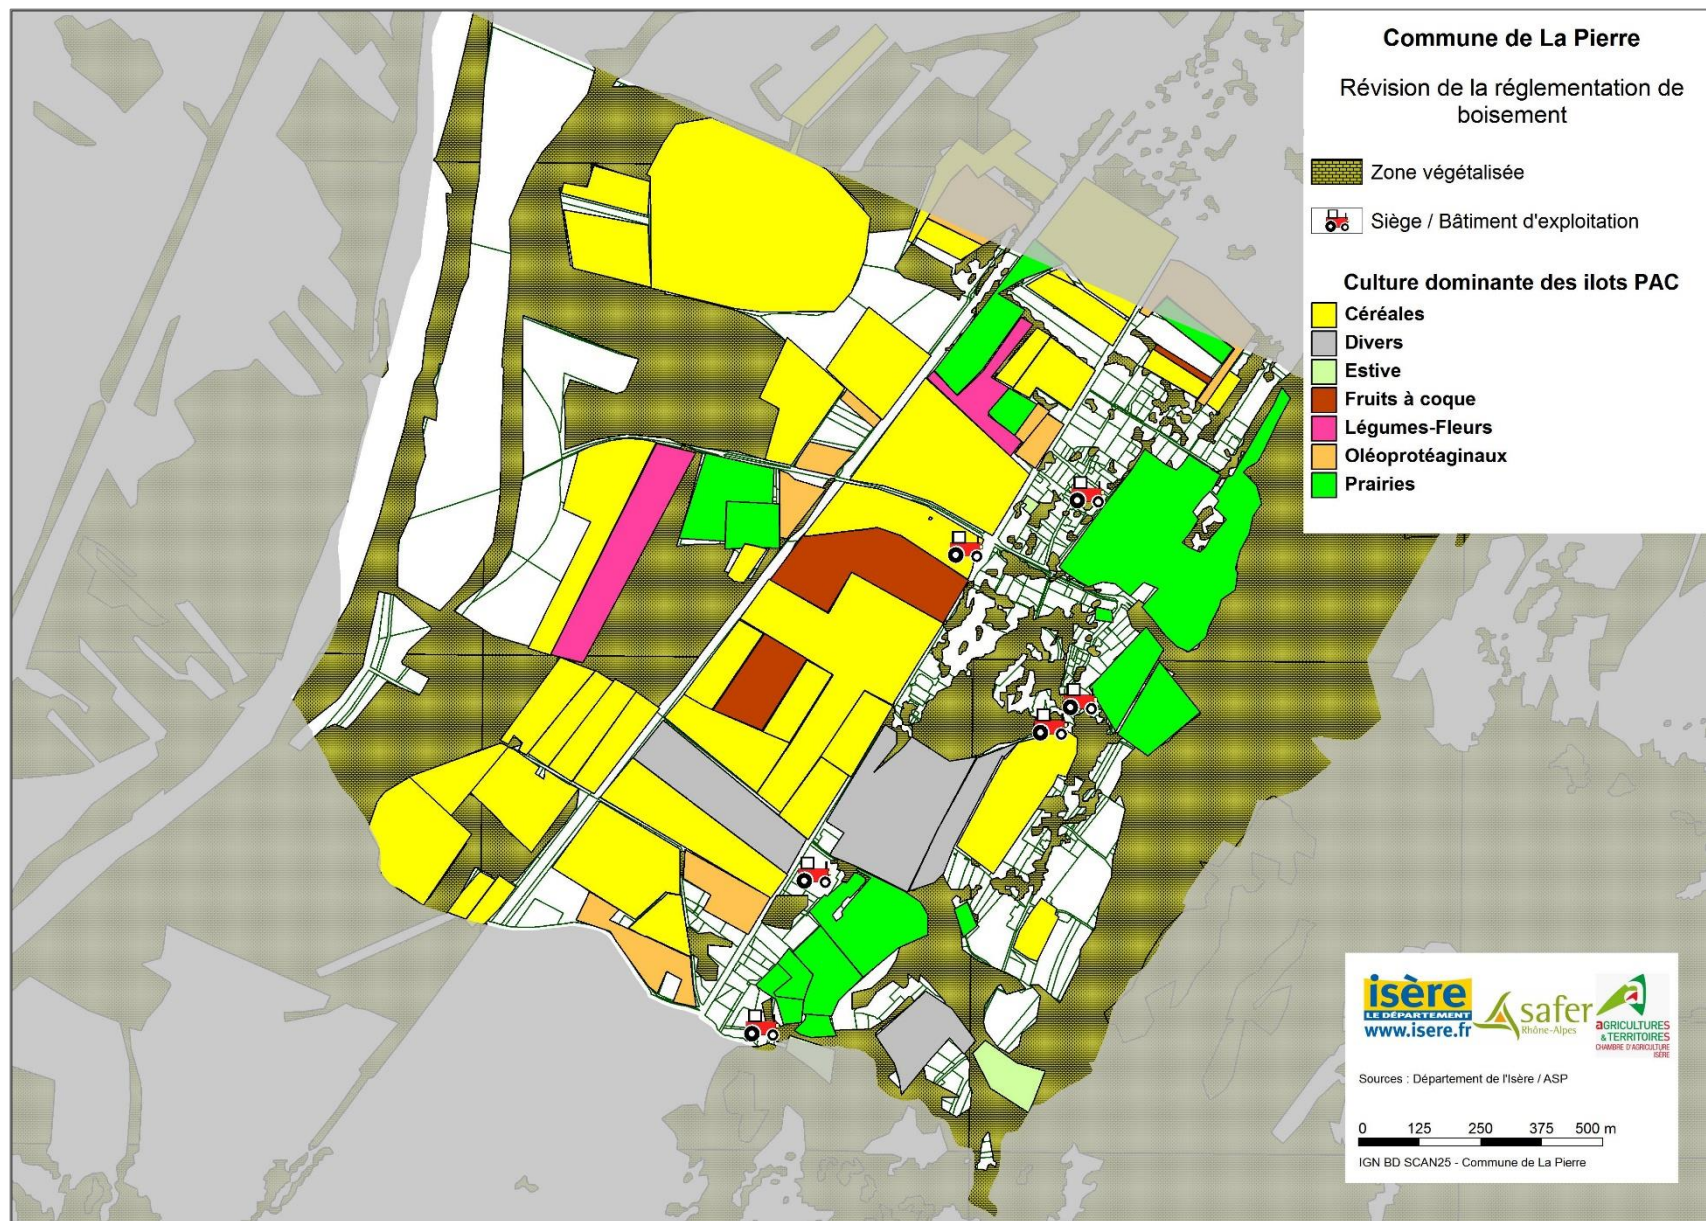 Commune de La Pierre
Révision de la réglementation de
boisement
Zone végétalisée
Siège / Bâtiment d'exploitation
Culture dominante des ilots PAC
Céréales
Divers
Estive
Fruits à coque
Légumes-Fleurs
Oléoprotéaginaux
Prairies
isère
LE DÉPARTEMENT
www.isere.fr
safer
Rhône-Alpes
aGRICULTURES
& TERRITOIRES
CHAMBRE D'AGRICULTURE
ISÈRE
Sources : Département de l'Isère / ASP
0 125 250 375 500 m
IGN BD SCAN25 - Commune de La Pierre